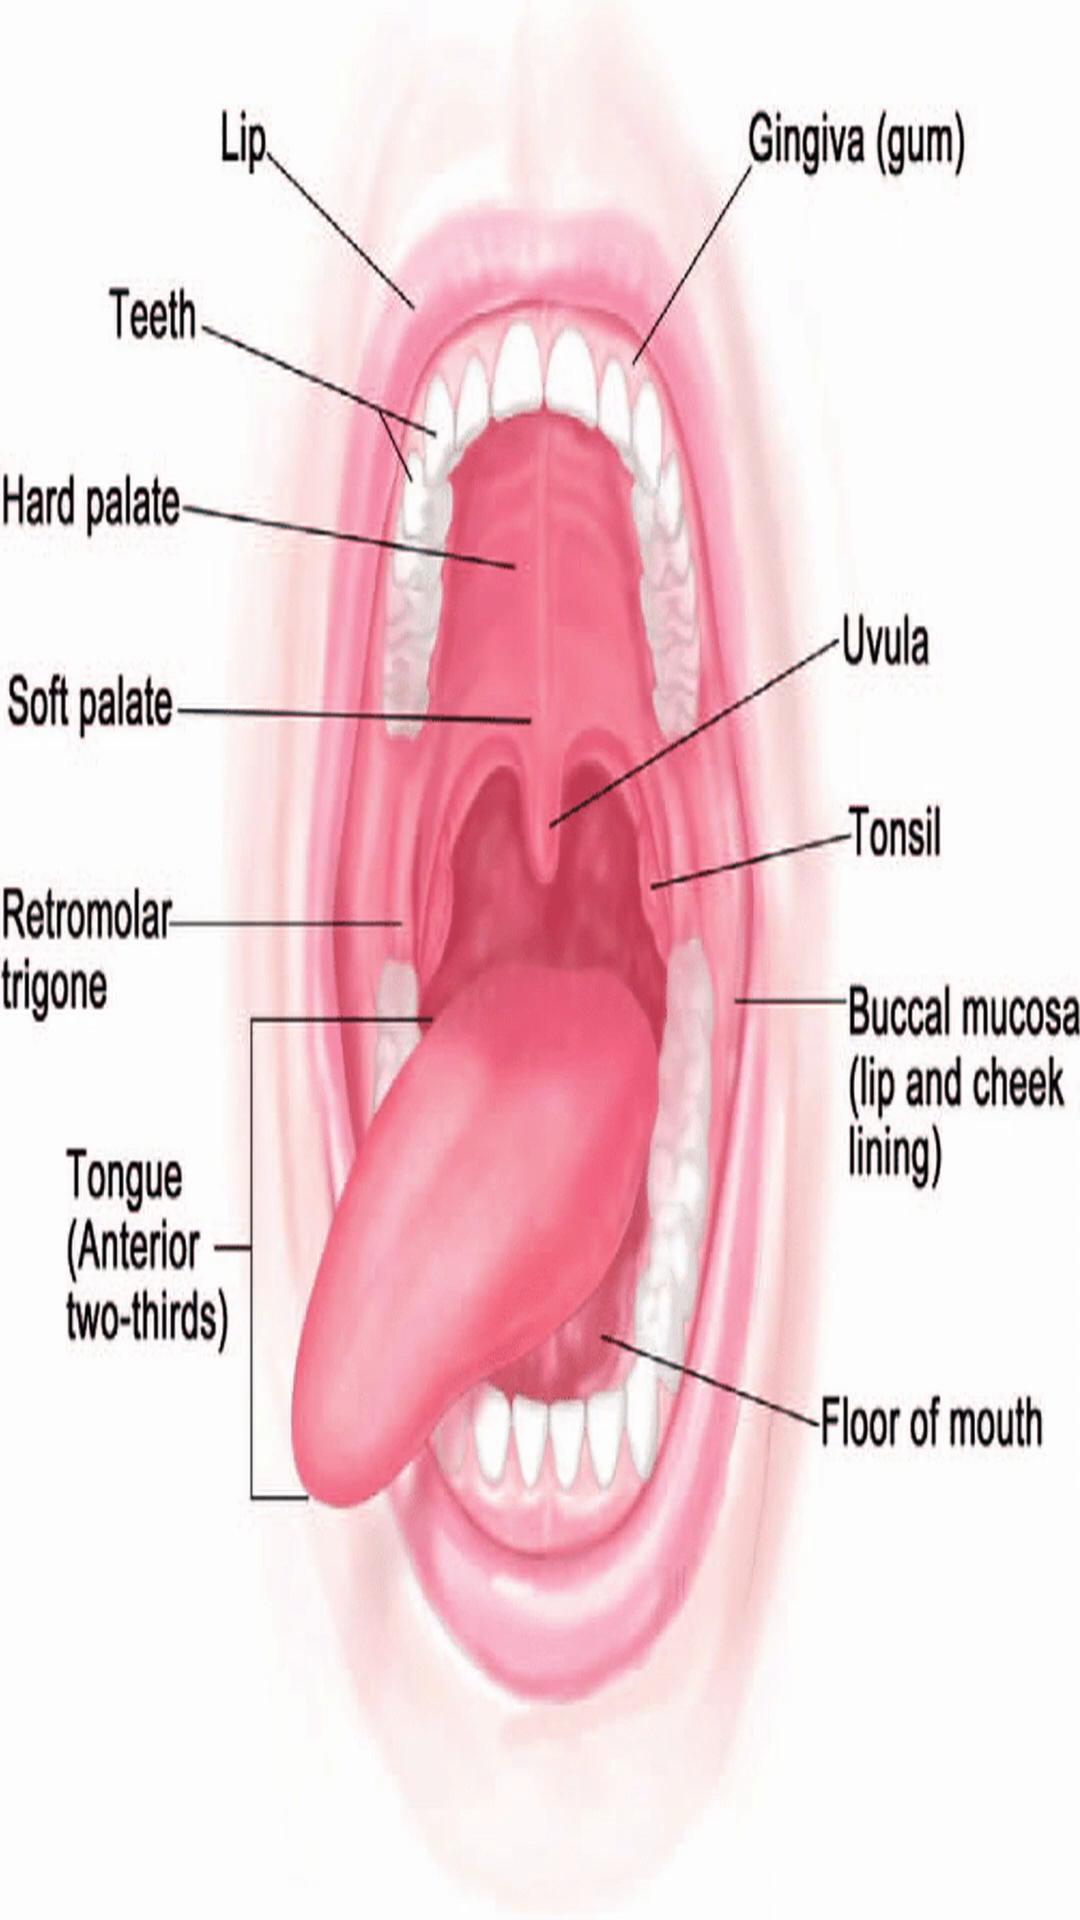 Lip
Gingiva (gum)
Teeth
Hard palate
Uvula
Soft palate
Tonsil
Retromolar
trigone
Buccal mucosa
(lip and cheek
lining)
Tongue
(Anterior
two-thirds)
Floor of mouth